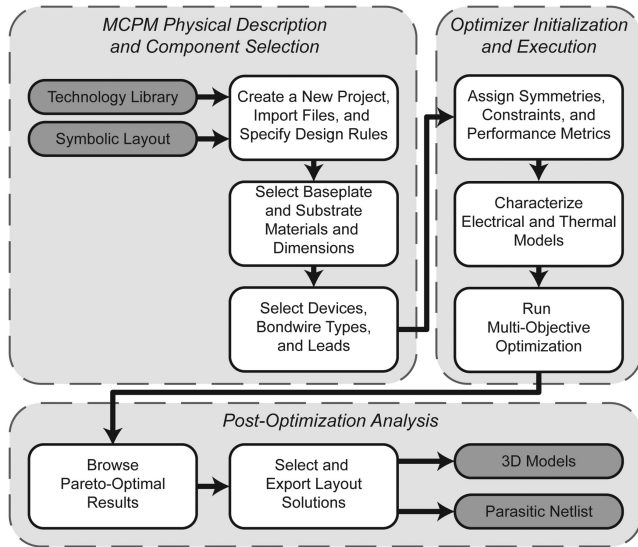 MCPM Physical Description
and Component Selection
Technology Library
Symbolic Layout
Create a New Project,
Import Files, and
Specify Design Rules
Select Baseplate
and Substrate
Materials and
Dimensions
Select Devices,
Bondwire Types,
and Leads
Optimizer Initialization
and Execution
Assign Symmetries,
Constraints, and
Performance Metrics
Characterize
Electrical and Thermal
Models
Run
Multi-Objective
Optimization
Post-Optimization Analysis
Browse
Pareto-Optimal
Results
Select and
Export Layout
Solutions
3D Models
Parasitic Netlist